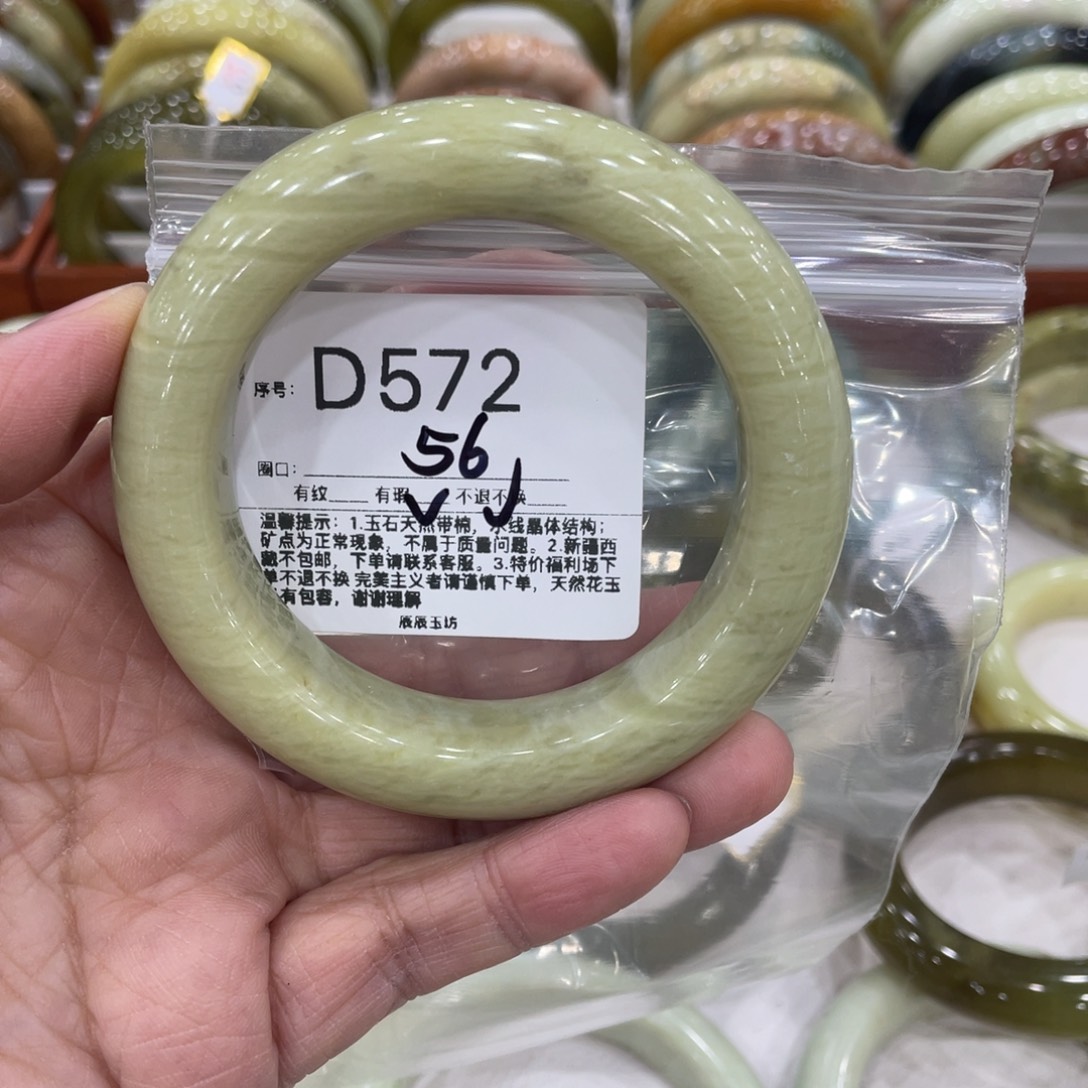 序号: D572
圈口: 56
有纹____ 有瑕 √ 不退不换 √
温馨提示：1.玉石天然带棉，水线晶体结构；
矿点为正常现象，不属于质量问题。2.新疆西
藏不包邮，下单请联系客服。3.特价福利场下
单不退不换 完美主义者请谨慎下单，天然花玉
有包容，谢谢理解
辰辰玉坊